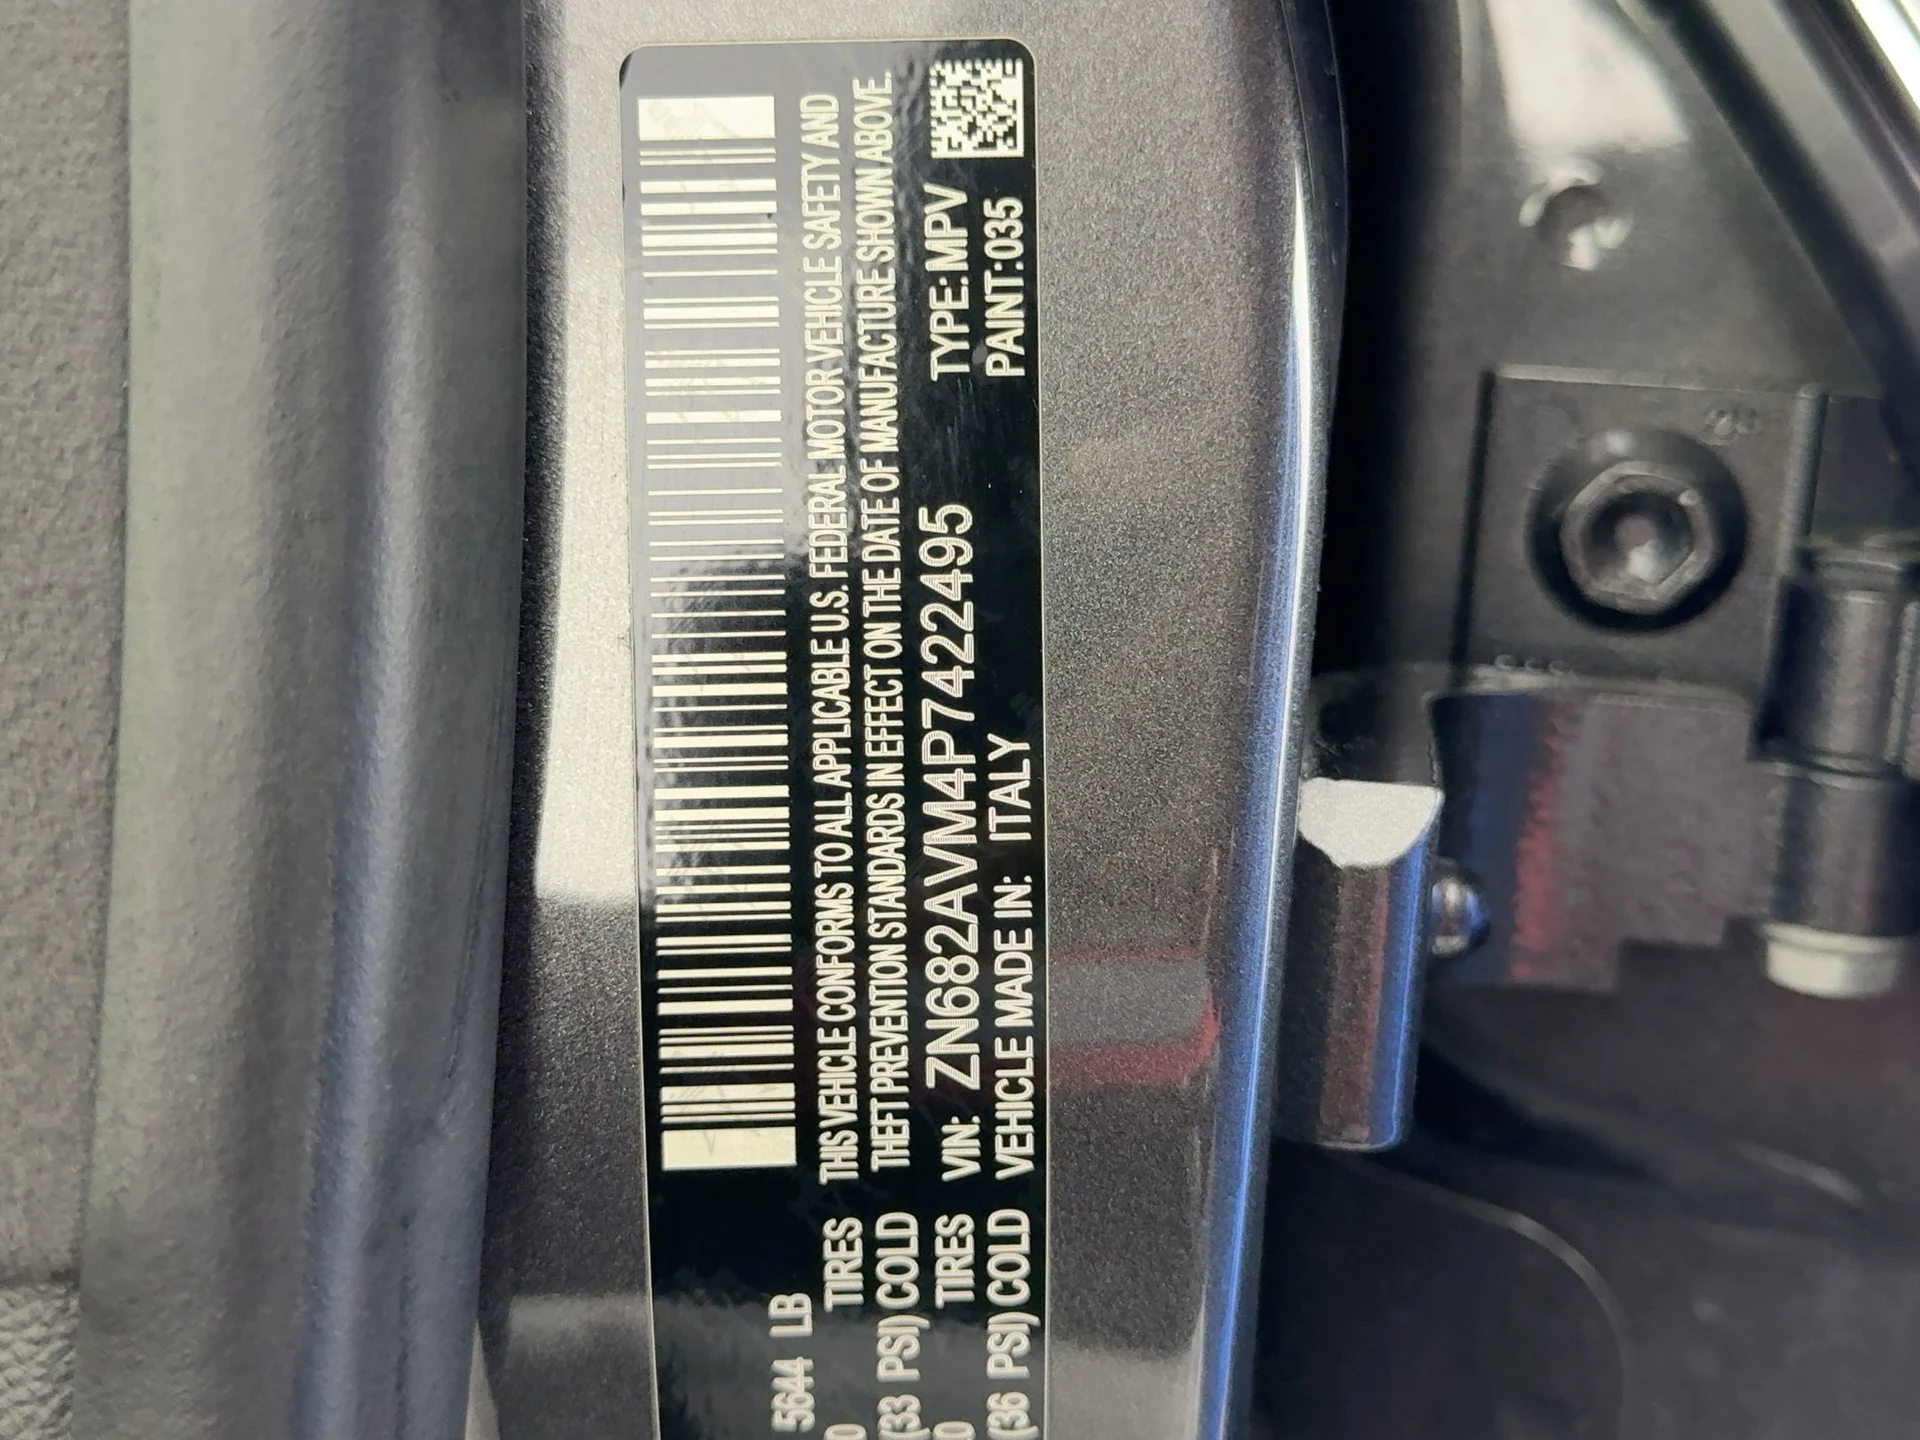 5644 LB
0 TIRES
(33 PSI) COLD
0 TIRES
(36 PSI) COLD
THIS VEHICLE CONFORMS TO ALL APPLICABLE U.S. FEDERAL MOTOR VEHICLE SAFETY AND
THEFT PREVENTION STANDARDS IN EFFECT ON THE DATE OF MANUFACTURE SHOWN ABOVE.
VIN: ZN682AVM4P7422495 TYPE: MPV
VEHICLE MADE IN: ITALY PAINT: 035